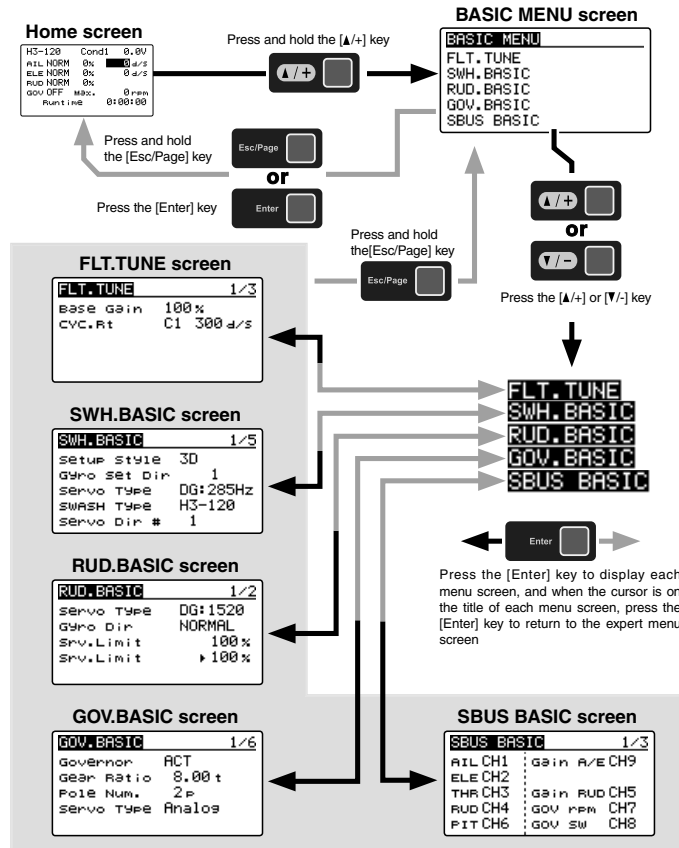 Home screen
H3-120 Cond1 0.0V
AIL NORM 0% 0 d/s
ELE NORM 0% 0 d/s
RUD NORM 0%
GOV OFF Max. 0 rpm
Runtime 0:00:00
Press and hold the [▲/+] key
▲/+
BASIC MENU screen
BASIC MENU
FLT.TUNE
SWH.BASIC
RUD.BASIC
GOV.BASIC
SBUS BASIC
Press and hold
the [Esc/Page] key
Esc/Page
or
Press the [Enter] key
Enter
Press and hold
the[Esc/Page] key
Esc/Page
▲/+
or
▼/-
Press the [▲/+] or [▼/-] key
FLT.TUNE screen
FLT.TUNE 1/3
Base Gain 100%
CYC.Rt C1 300 d/s
SWH.BASIC screen
SWH.BASIC 1/5
Setup Style 3D
Gyro Set Dir 1
Servo Type DG:285Hz
SWASH Type H3-120
Servo Dir # 1
RUD.BASIC screen
RUD.BASIC 1/2
Servo Type DG:1520
Gyro Dir NORMAL
Srv.Limit 100%
Srv.Limit ▸100%
GOV.BASIC screen
GOV.BASIC 1/6
Governor ACT
Gear Ratio 8.00 t
Pole Num. 2 P
Servo Type Analog
FLT.TUNE
SWH.BASIC
RUD.BASIC
GOV.BASIC
SBUS BASIC
Enter
Press the [Enter] key to display each
menu screen, and when the cursor is on
the title of each menu screen, press the
[Enter] key to return to the expert menu
screen
SBUS BASIC screen
SBUS BASIC 1/3
AIL CH1 Gain A/E CH9
ELE CH2
THR CH3 Gain RUD CH5
RUD CH4 GOV rpm CH7
PIT CH6 GOV SW CH8